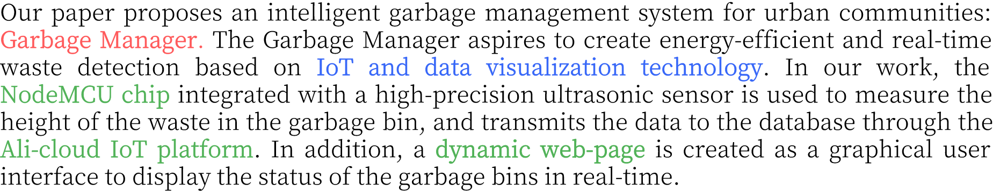 Our paper proposes an intelligent garbage management system for urban communities:
Garbage Manager. The Garbage Manager aspires to create energy-efficient and real-time
waste detection based on IoT and data visualization technology. In our work, the
NodeMCU chip integrated with a high-precision ultrasonic sensor is used to measure the
height of the waste in the garbage bin, and transmits the data to the database through the
Ali-cloud IoT platform. In addition, a dynamic web-page is created as a graphical user
interface to display the status of the garbage bins in real-time.